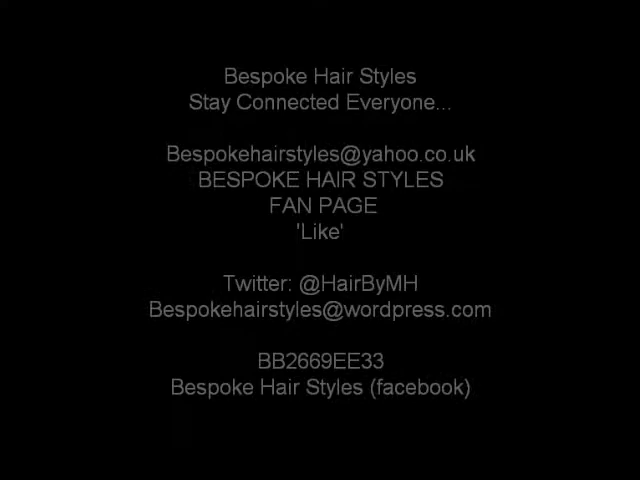 Bespoke Hair Styles
Stay Connected Everyone...
Bespokehairstyles@yahoo.co.uk
BESPOKE HAIR STYLES
FAN PAGE
'Like'
Twitter: @HairByMH
Bespokehairstyles@wordpress.com
BB2669EE33
Bespoke Hair Styles (facebook)